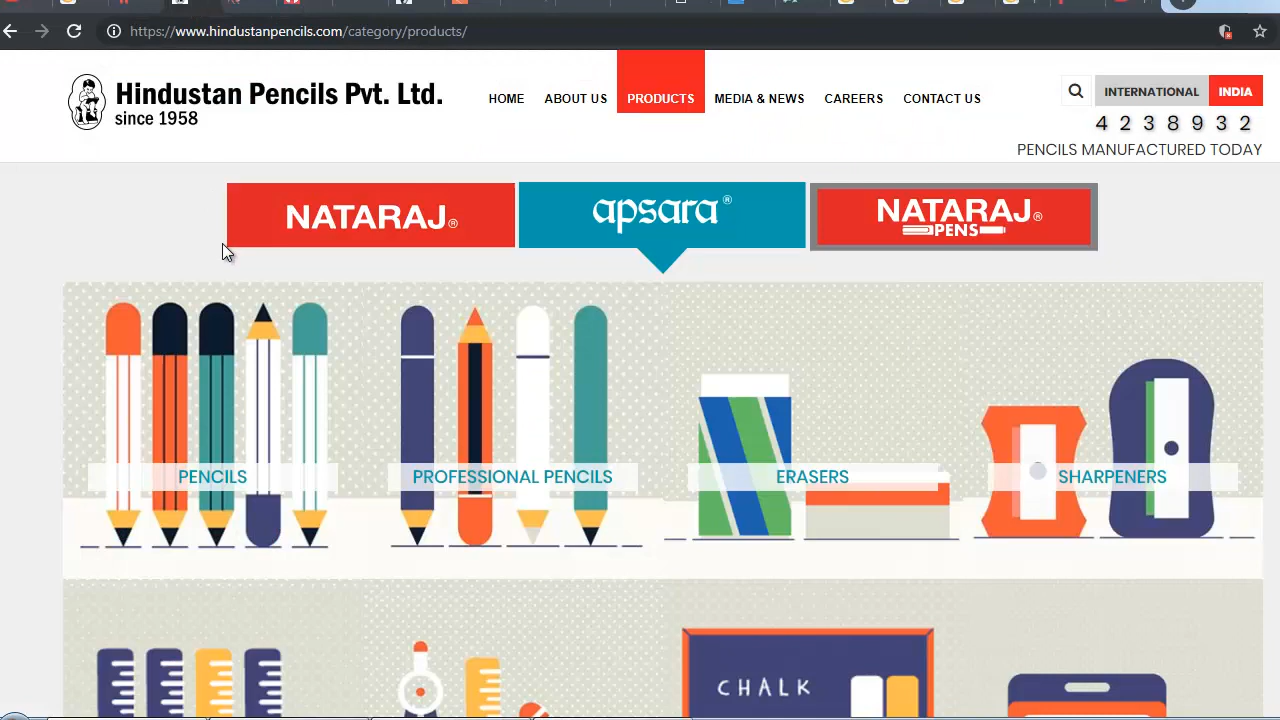 https://www.hindustanpencils.com/category/products/
Hindustan Pencils Pvt. Ltd.
since 1958
HOME ABOUT US PRODUCTS MEDIA & NEWS CAREERS CONTACT US
INTERNATIONAL INDIA
4 2 3 8 9 3 2
PENCILS MANUFACTURED TODAY
NATARAJ® apsara® NATARAJ®
PENS
PENCILS PROFESSIONAL PENCILS ERASERS SHARPENERS
CHALK